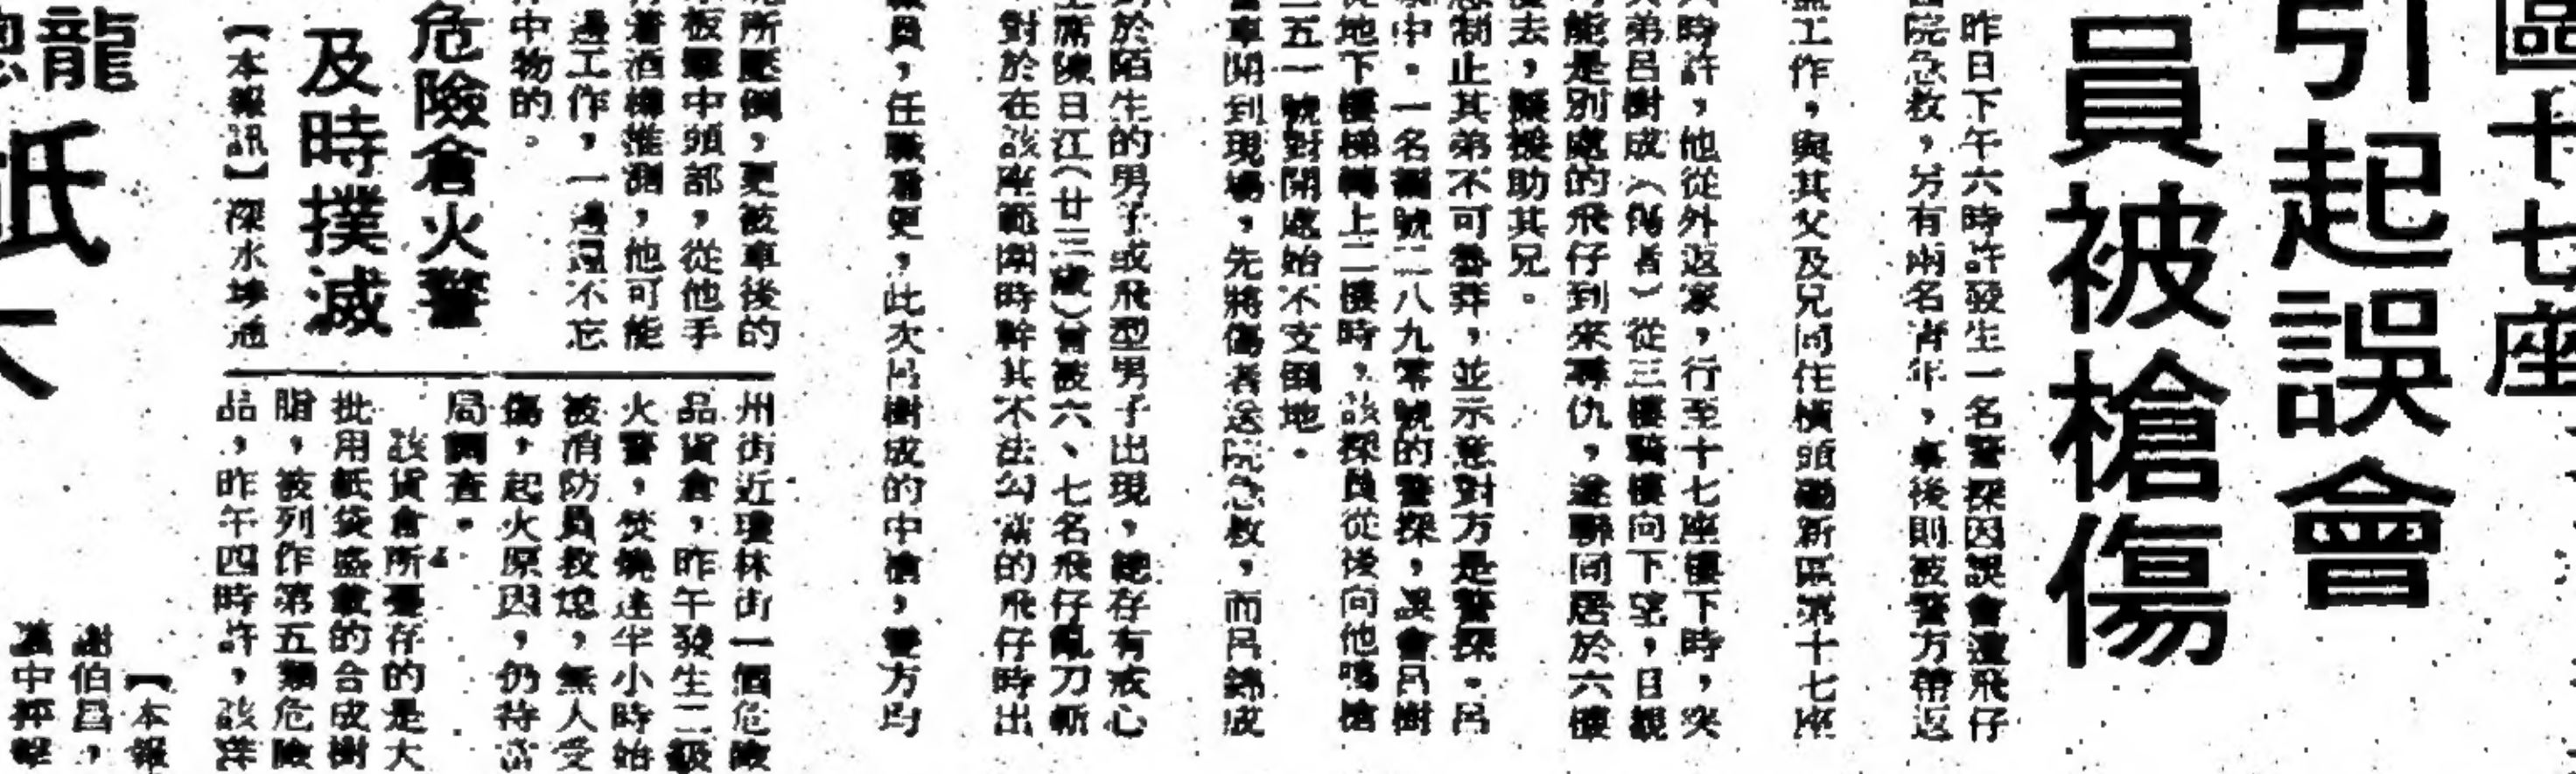 區十七座
引起誤會
員被槍傷
昨日下午六時許發生一名警探因誤會遭飛仔
院急救，另有兩名青年，事後則被警方帶返
工作，與其父及兄同住橫頭磡新區第十七座
時許，他從外返家，行至十七座樓下時，突
弟呂樹成（傷者）從三樓騎樓向下望，目覩
能是別處的飛仔到來尋仇，遂聯同居於六樓
去，擬援助其兄。
制止其弟不可魯莽，並示意對方是警探。呂
中。一名編號二八九零號的警探，誤會呂樹
地下樓梯轉上二樓時，該探員從後向他鳴槍
五一號對開處始不支倒地。
車開到現場，先將傷者送院急救，而呂錦成
於陌生的男子或飛型男子出現，總存有戒心
席陳日江（廿三歲）曾被六、七名飛仔亂刀斬
對於在該座範圍時幹其不法勾當的飛仔時出
員，任職看更，此次呂樹成的中槍，警方均
所壓倒，更被車後的
板擊中頭部，從他手
着酒樽推測，他可能
邊工作，一邊還不忘
中物的。
危險倉火警
及時撲滅
【本報訊】深水埗通
州街近瓊林街一個危險
品貨倉，昨午發生二級
火警，焚燒達半小時始
被消防員救熄，無人受
傷，起火原因，仍待當
局調查。
該貨倉所存的是大
批用紙袋盛載的合成樹
脂，被列作第五類危險
品，昨午四時許，該洋
龍
紙
大
【本報
謝伯昌，
中押